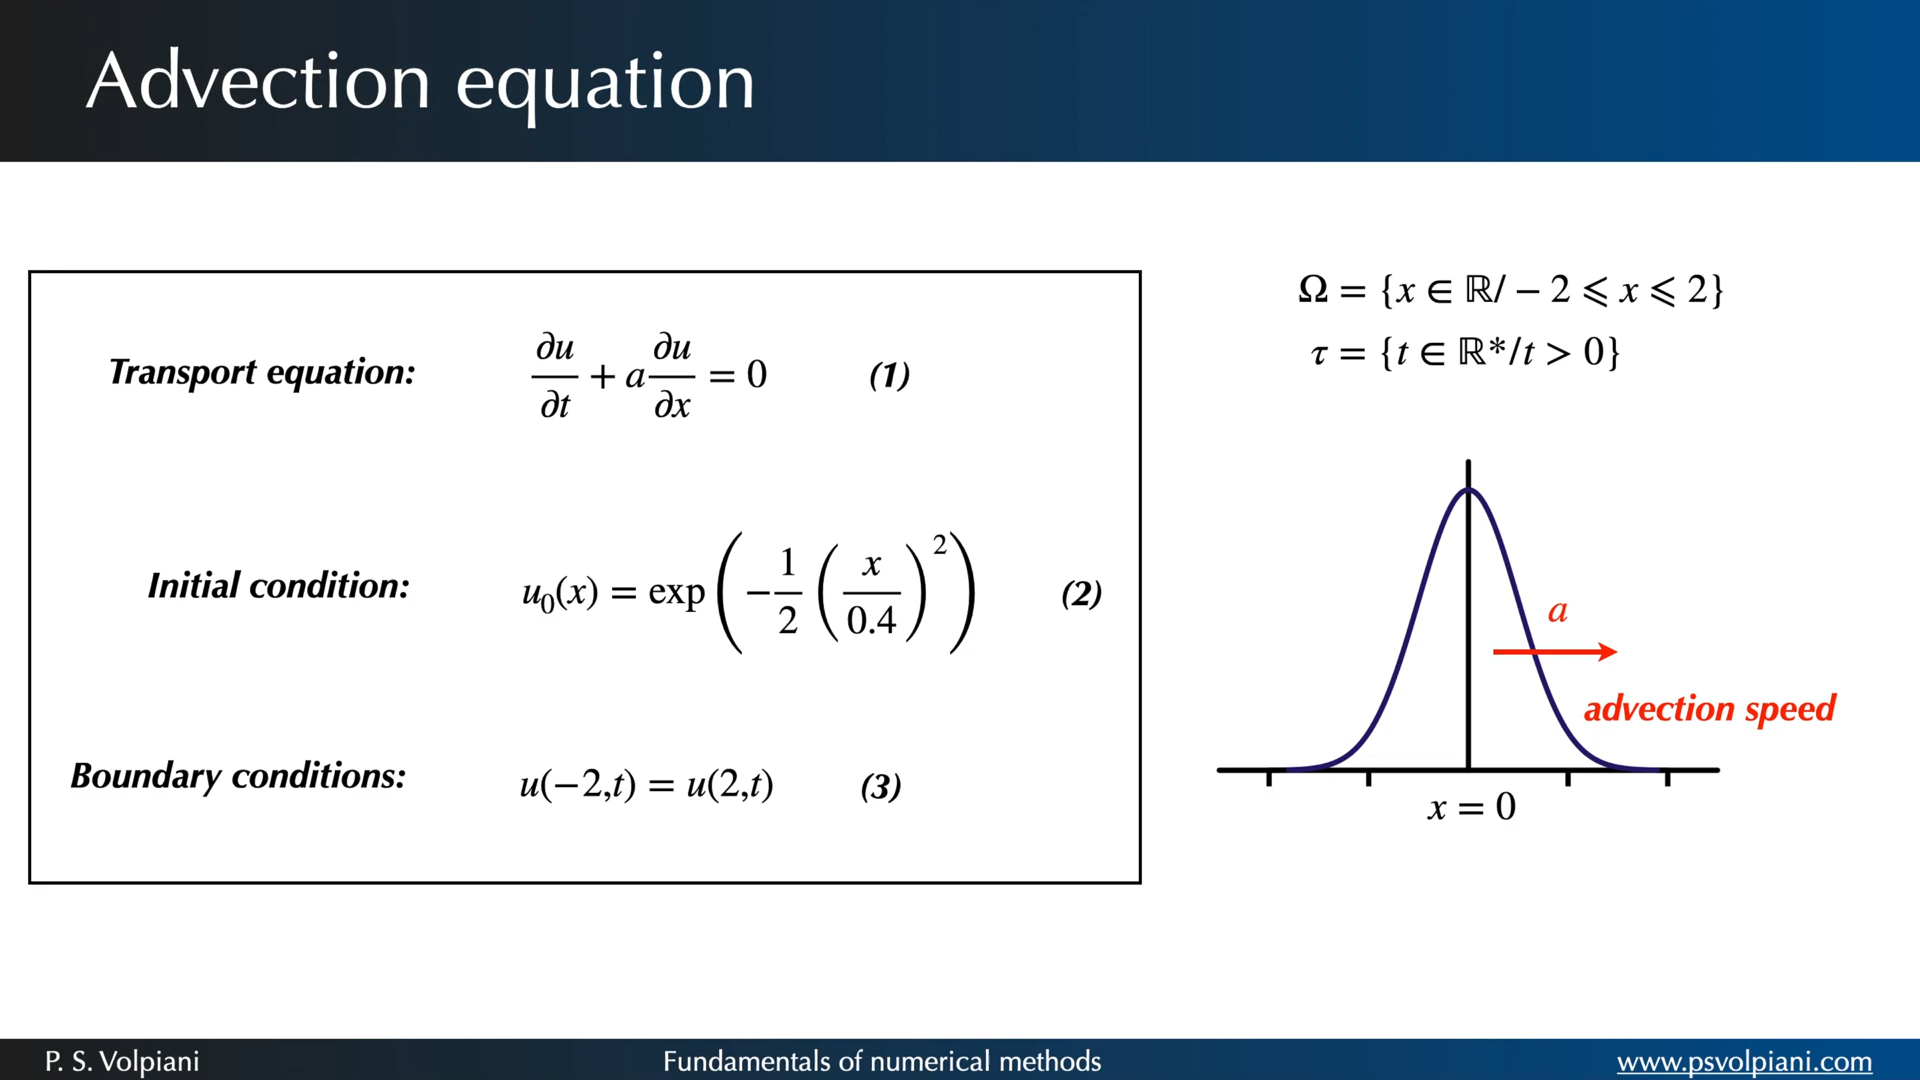 Advection equation
Transport equation: ∂u/∂t + a ∂u/∂x = 0 (1)
Initial condition: u₀(x) = exp(−1/2 (x/0.4)²) (2)
Boundary conditions: u(−2,t) = u(2,t) (3)
Ω = {x ∈ ℝ/ − 2 ⩽ x ⩽ 2}
τ = {t ∈ ℝ*/t > 0}
a
advection speed
x = 0
P. S. Volpiani
Fundamentals of numerical methods
www.psvolpiani.com